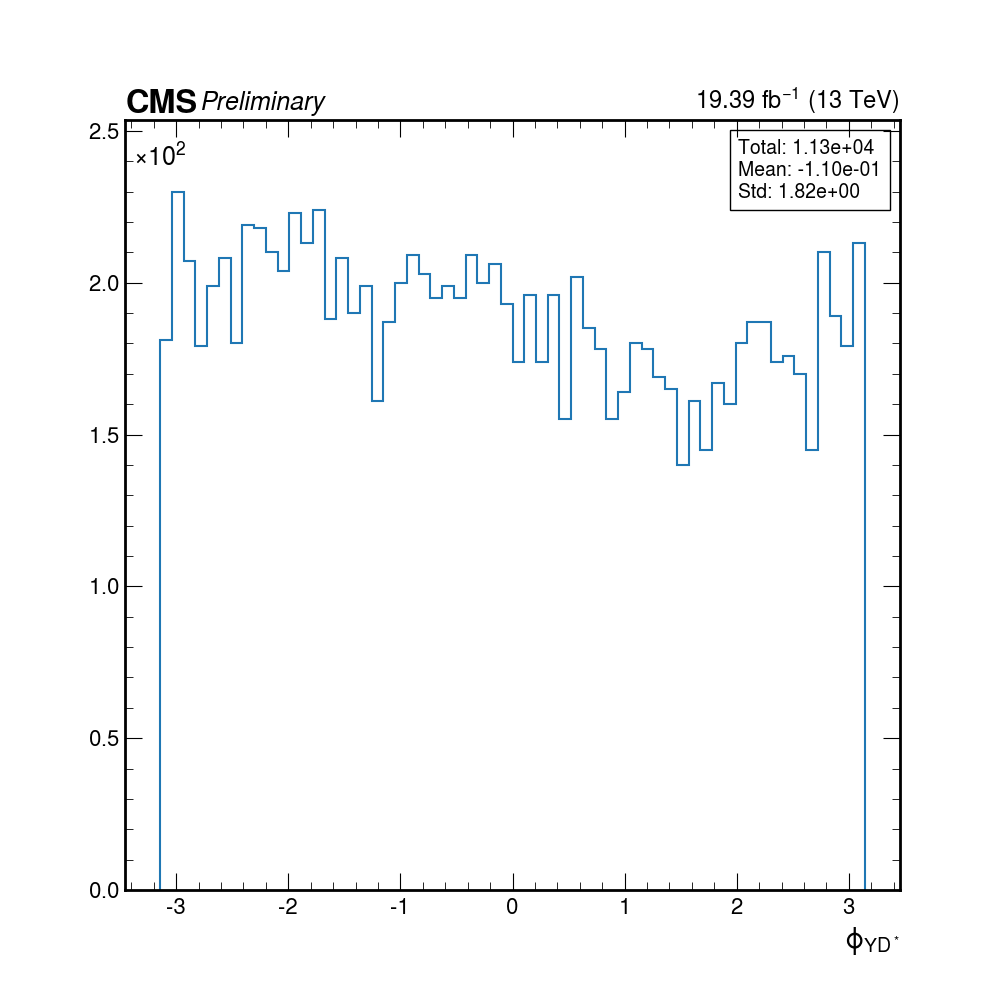 CMS Preliminary
19.39 fb⁻¹ (13 TeV)
×10²
Total: 1.13e+04
Mean: -1.10e-01
Std: 1.82e+00
2.5
2.0
1.5
1.0
0.5
0.0
-3 -2 -1 0 1 2 3
ϕ_YD*